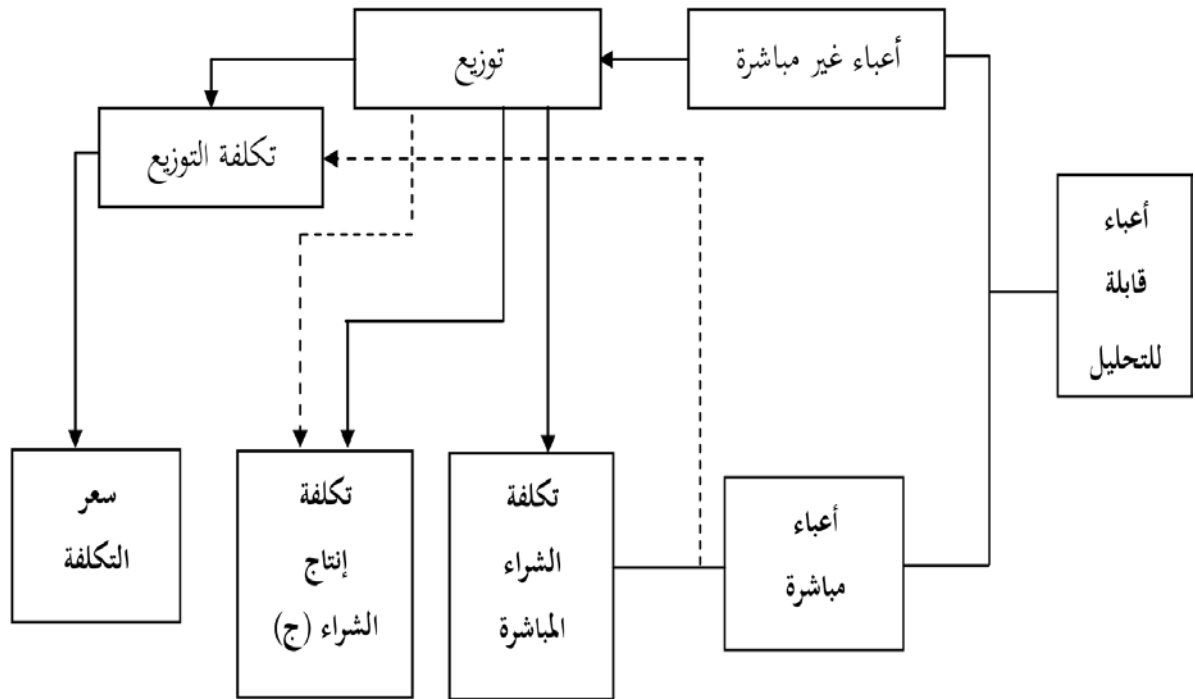 أعباء غير مباشرة
توزيع
تكلفة التوزيع
أعباء
قابلة
للتحليل
أعباء
مباشرة
تكلفة
الشراء
المباشرة
تكلفة
إنتاج
الشراء (ج)
سعر
التكلفة